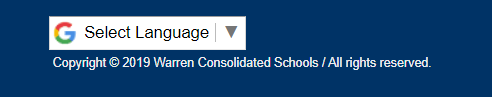 Select Language ▼
Copyright © 2019 Warren Consolidated Schools / All rights reserved.